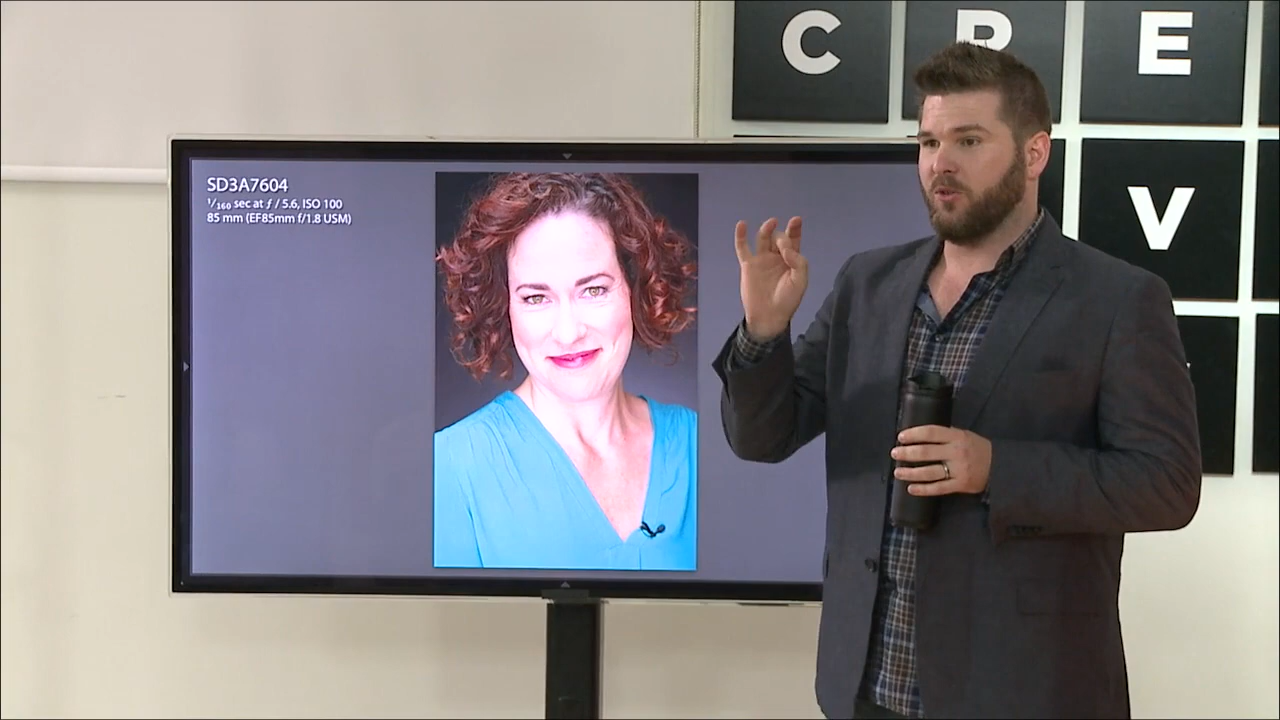 SD3A7604
1/160 sec at ƒ / 5.6, ISO 100
85 mm (EF85mm f/1.8 USM)
C R E
V